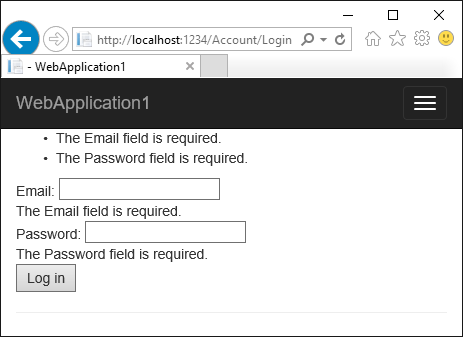 http://localhost:1234/Account/Login
- WebApplication1
WebApplication1
• The Email field is required.
• The Password field is required.
Email:
The Email field is required.
Password:
The Password field is required.
Log in